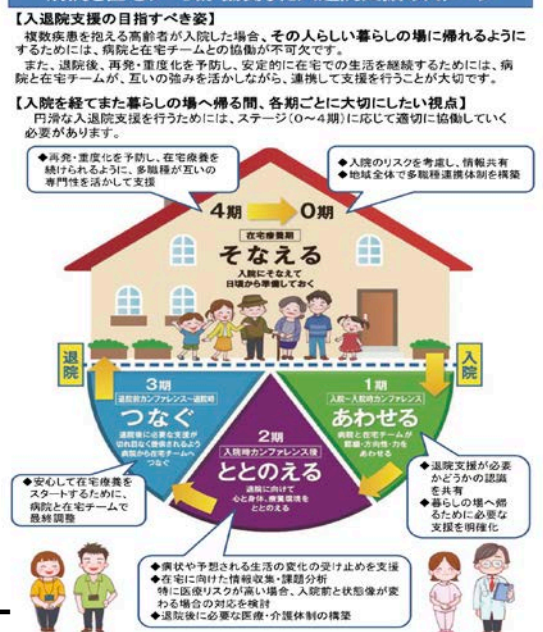 【入退院支援の目指すべき姿】
複数疾患を抱える高齢者が入院した場合、その人らしい暮らしの場に帰れるように
するためには、病院と在宅チームとの協働が不可欠です。
また、退院後、再発・重度化を予防し、安定的に在宅での生活を継続するためには、病
院と在宅チームが、互いの強みを活かしながら、連携して支援を行うことが大切です。
【入院を経てまた暮らしの場へ帰る間、各期ごとに大切にしたい視点】
円滑な入退院支援を行うためには、ステージ(0～4期)に応じて適切に協働していく
必要があります。
◆再発・重度化を予防し、在宅療養を
続けられるように、多職種が互いの
専門性を活かして支援
◆入院のリスクを考慮し、情報共有
◆地域全体で多職種連携体制を構築
4期
0期
在宅療養期
そなえる
入院にそなえて
日頃から準備しておく
退院
入院
3期
退院前カンファレンス～退院時
つなぐ
退院後に必要な支援が
切れ目なく提供されるよう
病院から在宅チームへ
つなぐ
1期
入院～入院時カンファレンス
あわせる
病院と在宅チームが
認識・方向性・力を
あわせる
2期
入院時カンファレンス後
ととのえる
退院に向けて
心と身体、療養環境を
ととのえる
◆安心して在宅療養を
スタートするために、
病院と在宅チームで
最終調整
◆退院支援が必要
かどうかの認識
を共有
◆暮らしの場へ帰
るために必要な
支援を明確化
◆病状や予想される生活の変化の受け止めを支援
◆在宅に向けた情報収集・課題分析
特に医療リスクが高い場合、入院前と状態像が変
わる場合の対応を検討
◆退院後に必要な医療・介護体制の構築